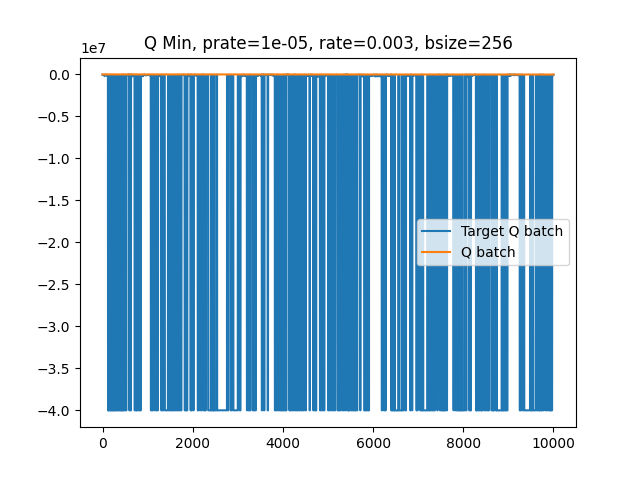 Q Min, prate=1e-05, rate=0.003, bsize=256
1e7
0.0
−0.5
−1.0
−1.5
−2.0
−2.5
−3.0
−3.5
−4.0
Target Q batch
Q batch
0 2000 4000 6000 8000 10000